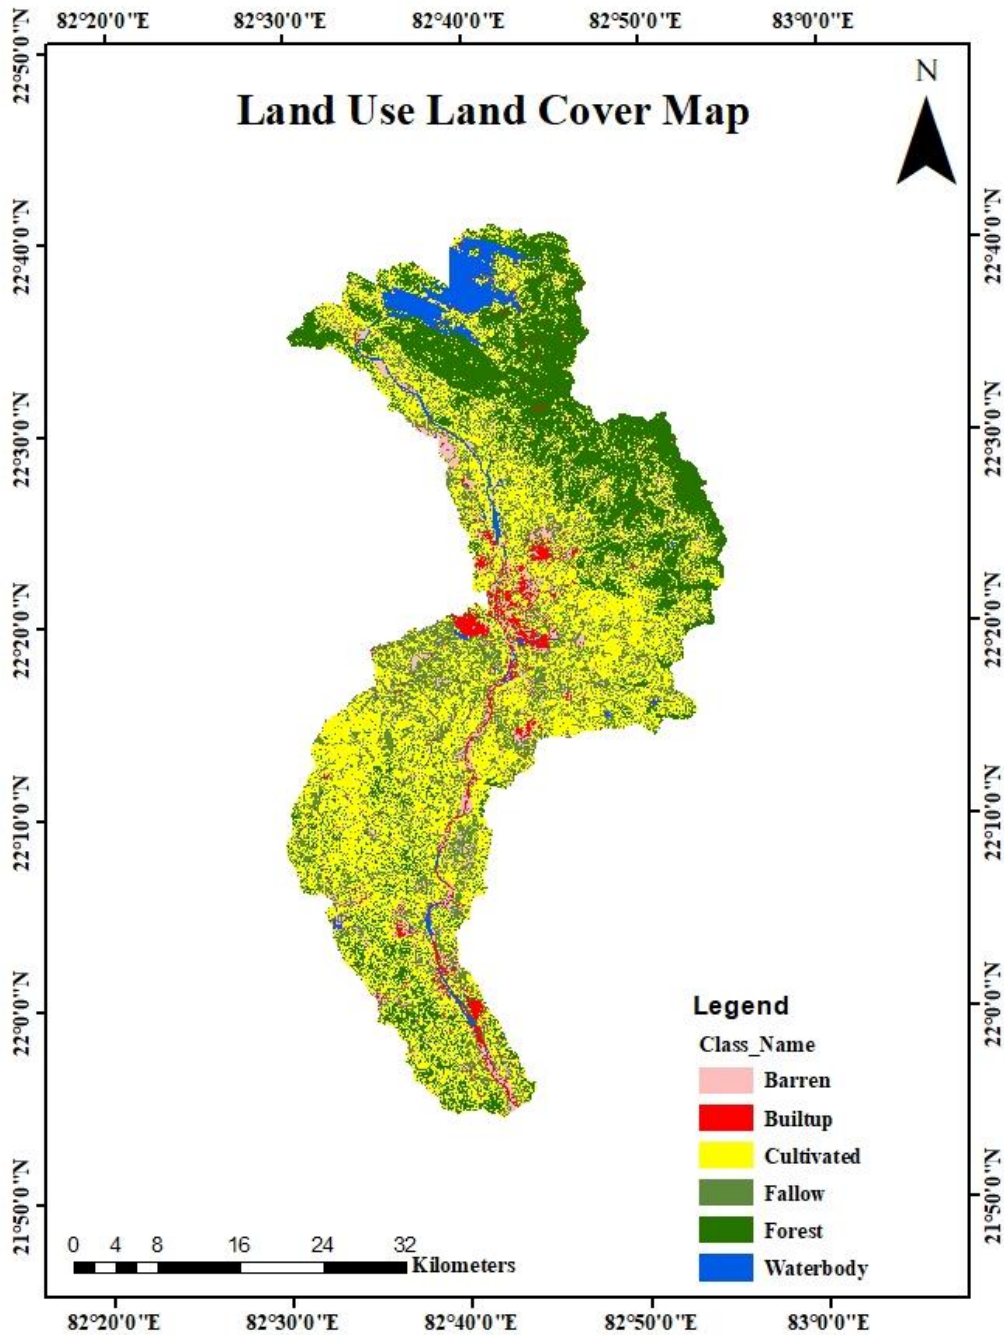 82°20'0"E 82°30'0"E 82°40'0"E 82°50'0"E 83°0'0"E
Land Use Land Cover Map
N
22°50'0"N
22°40'0"N 22°40'0"N
22°30'0"N 22°30'0"N
22°20'0"N 22°20'0"N
22°10'0"N 22°10'0"N
22°0'0"N 22°0'0"N
21°50'0"N 21°50'0"N
Legend
Class_Name
Barren
Builtup
Cultivated
Fallow
Forest
Waterbody
0 4 8 16 24 32
Kilometers
82°20'0"E 82°30'0"E 82°40'0"E 82°50'0"E 83°0'0"E